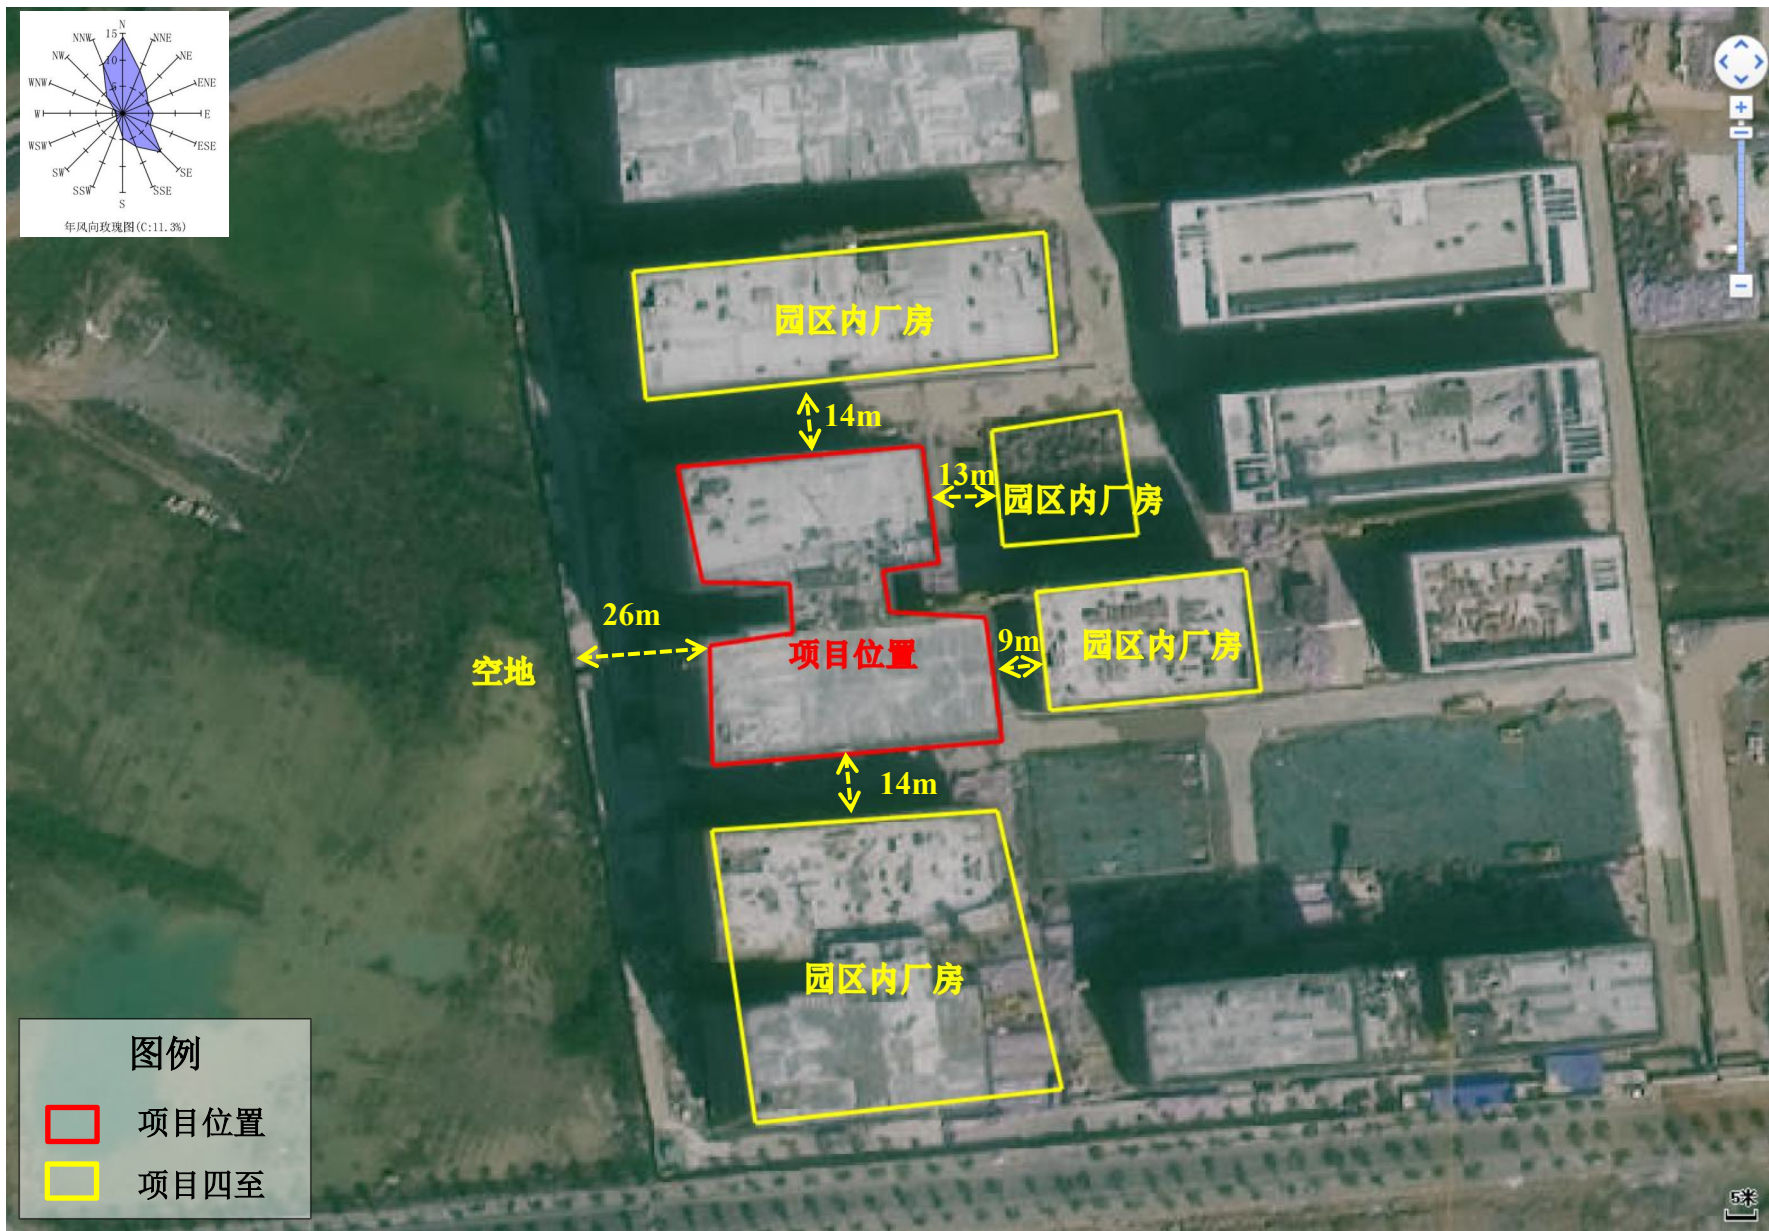 N
NNW
15
NNE
NW
10
NE
WNW
5
ENE
W
E
WSW
ESE
SW
SE
SSW
SSE
S
年风向玫瑰图(C:11.3%)
园区内厂房
14m
13m
园区内厂房
26m
空地
项目位置
9m
园区内厂房
14m
园区内厂房
图例
项目位置
项目四至
5米